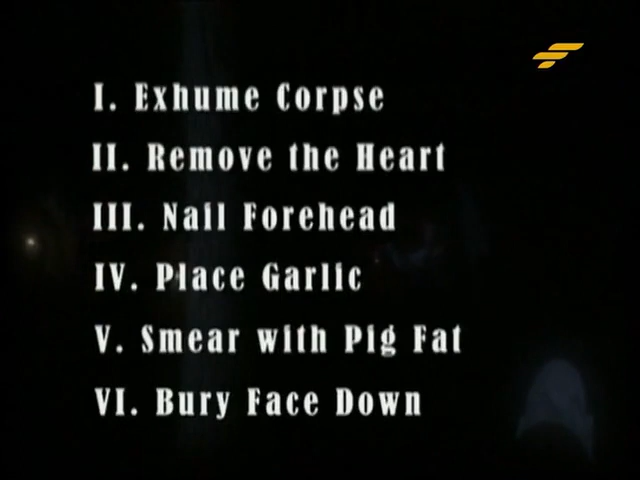 I. Exhume Corpse
II. Remove the Heart
III. Nail Forehead
IV. Place Garlic
V. Smear with Pig Fat
VI. Bury Face Down